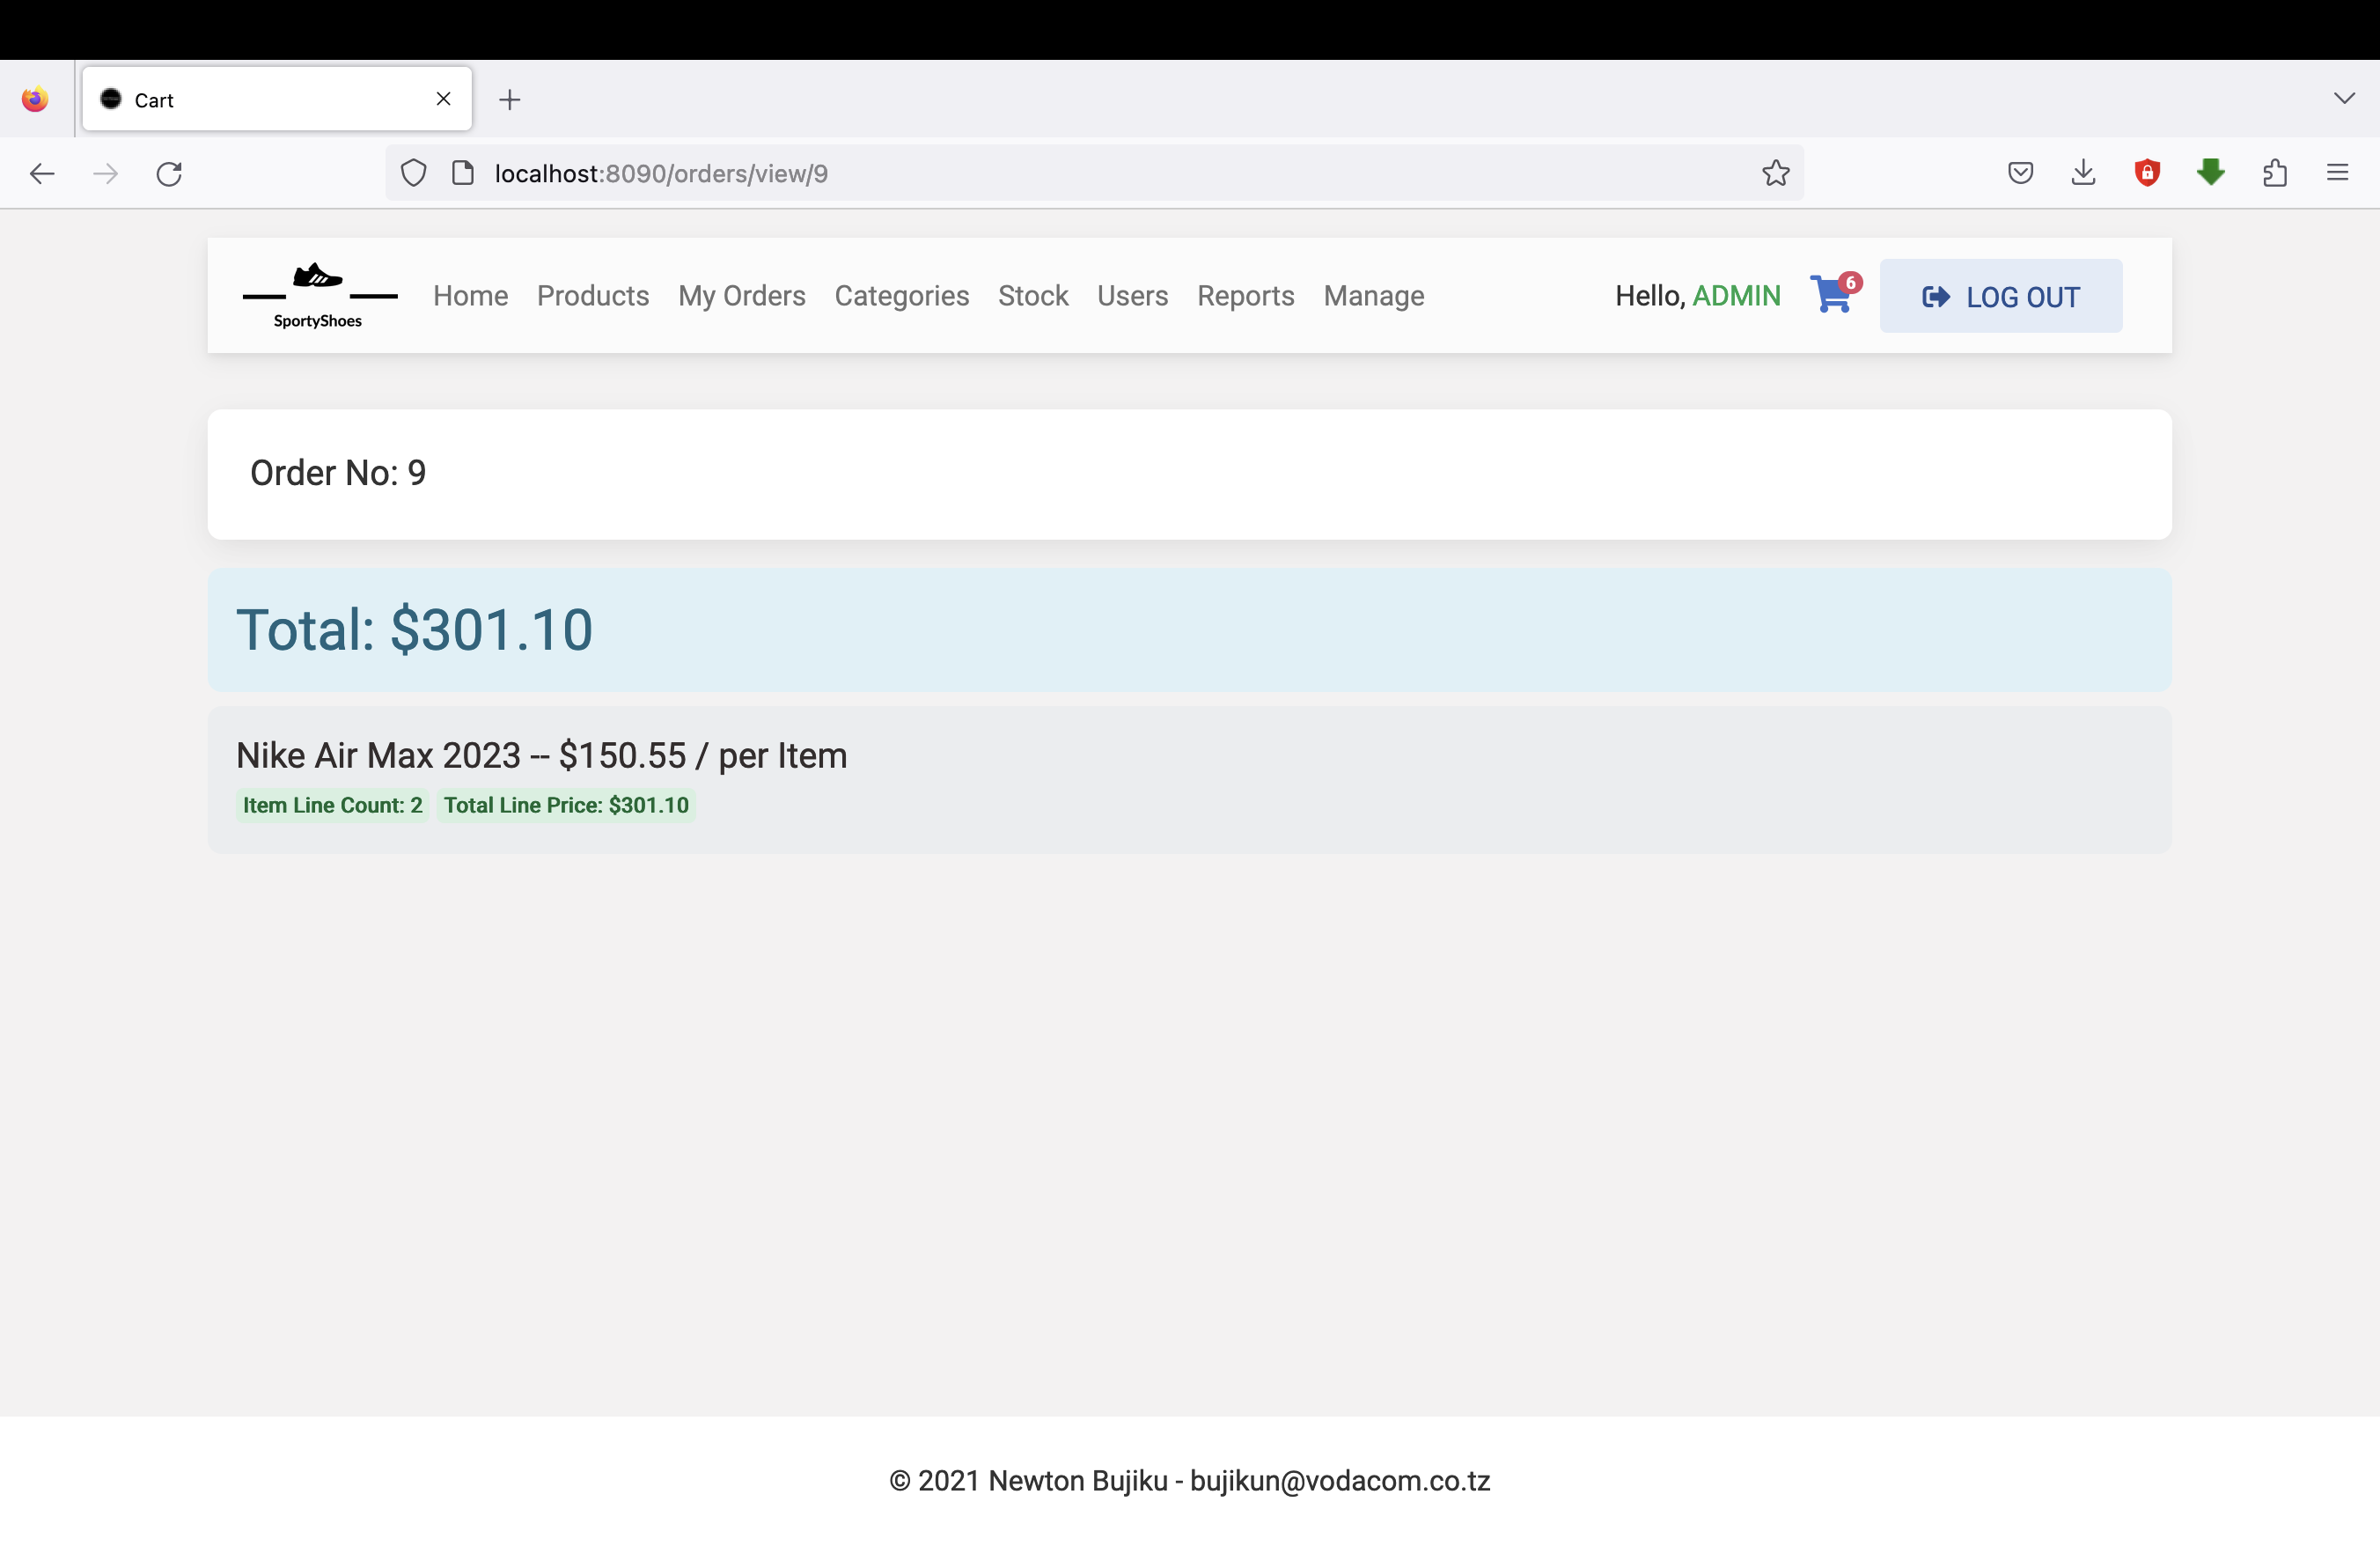 Cart
localhost:8090/orders/view/9
SportyShoes
Home Products My Orders Categories Stock Users Reports Manage Hello, ADMIN 6 LOG OUT
Order No: 9
Total: $301.10
Nike Air Max 2023 -- $150.55 / per Item
Item Line Count: 2 Total Line Price: $301.10
© 2021 Newton Bujiku - bujikun@vodacom.co.tz